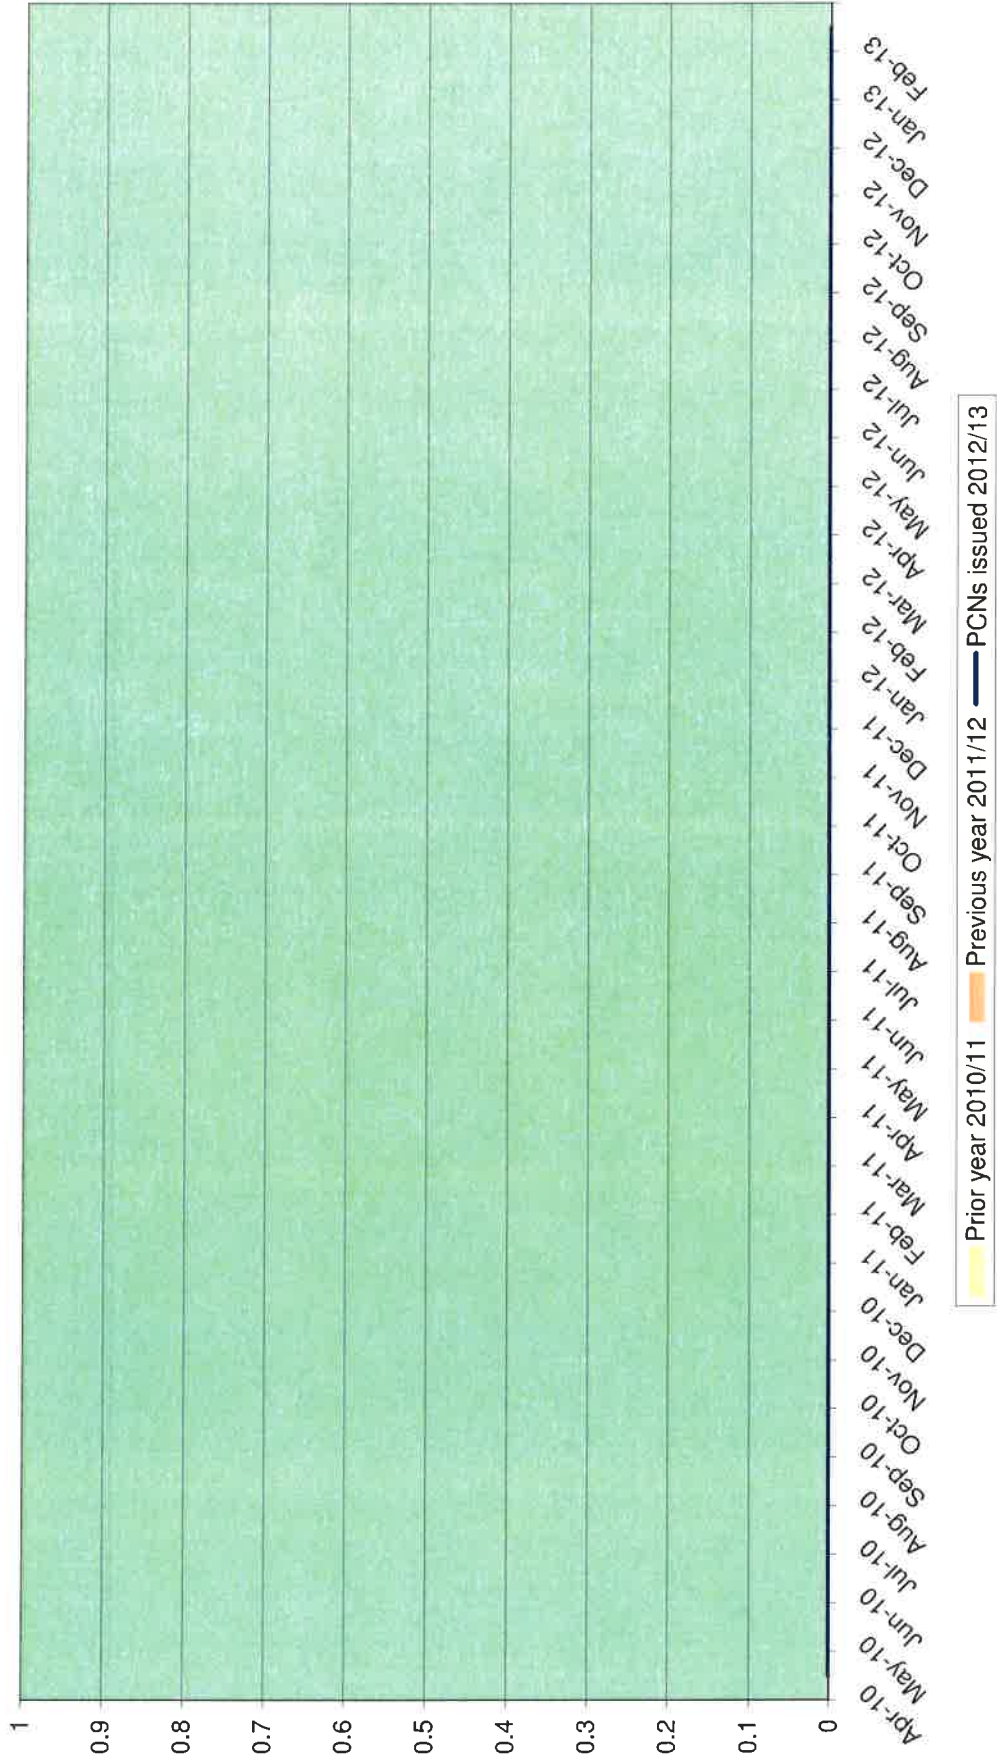 1
0.9
0.8
0.7
0.6
0.5
0.4
0.3
0.2
0.1
0
Apr-10
May-10
Jun-10
Jul-10
Aug-10
Sep-10
Oct-10
Nov-10
Dec-10
Jan-11
Feb-11
Mar-11
Apr-11
May-11
Jun-11
Jul-11
Aug-11
Sep-11
Oct-11
Nov-11
Dec-11
Jan-12
Feb-12
Mar-12
Apr-12
May-12
Jun-12
Jul-12
Aug-12
Sep-12
Oct-12
Nov-12
Dec-12
Jan-13
Feb-13
Prior year 2010/11 Previous year 2011/12 PCNs issued 2012/13